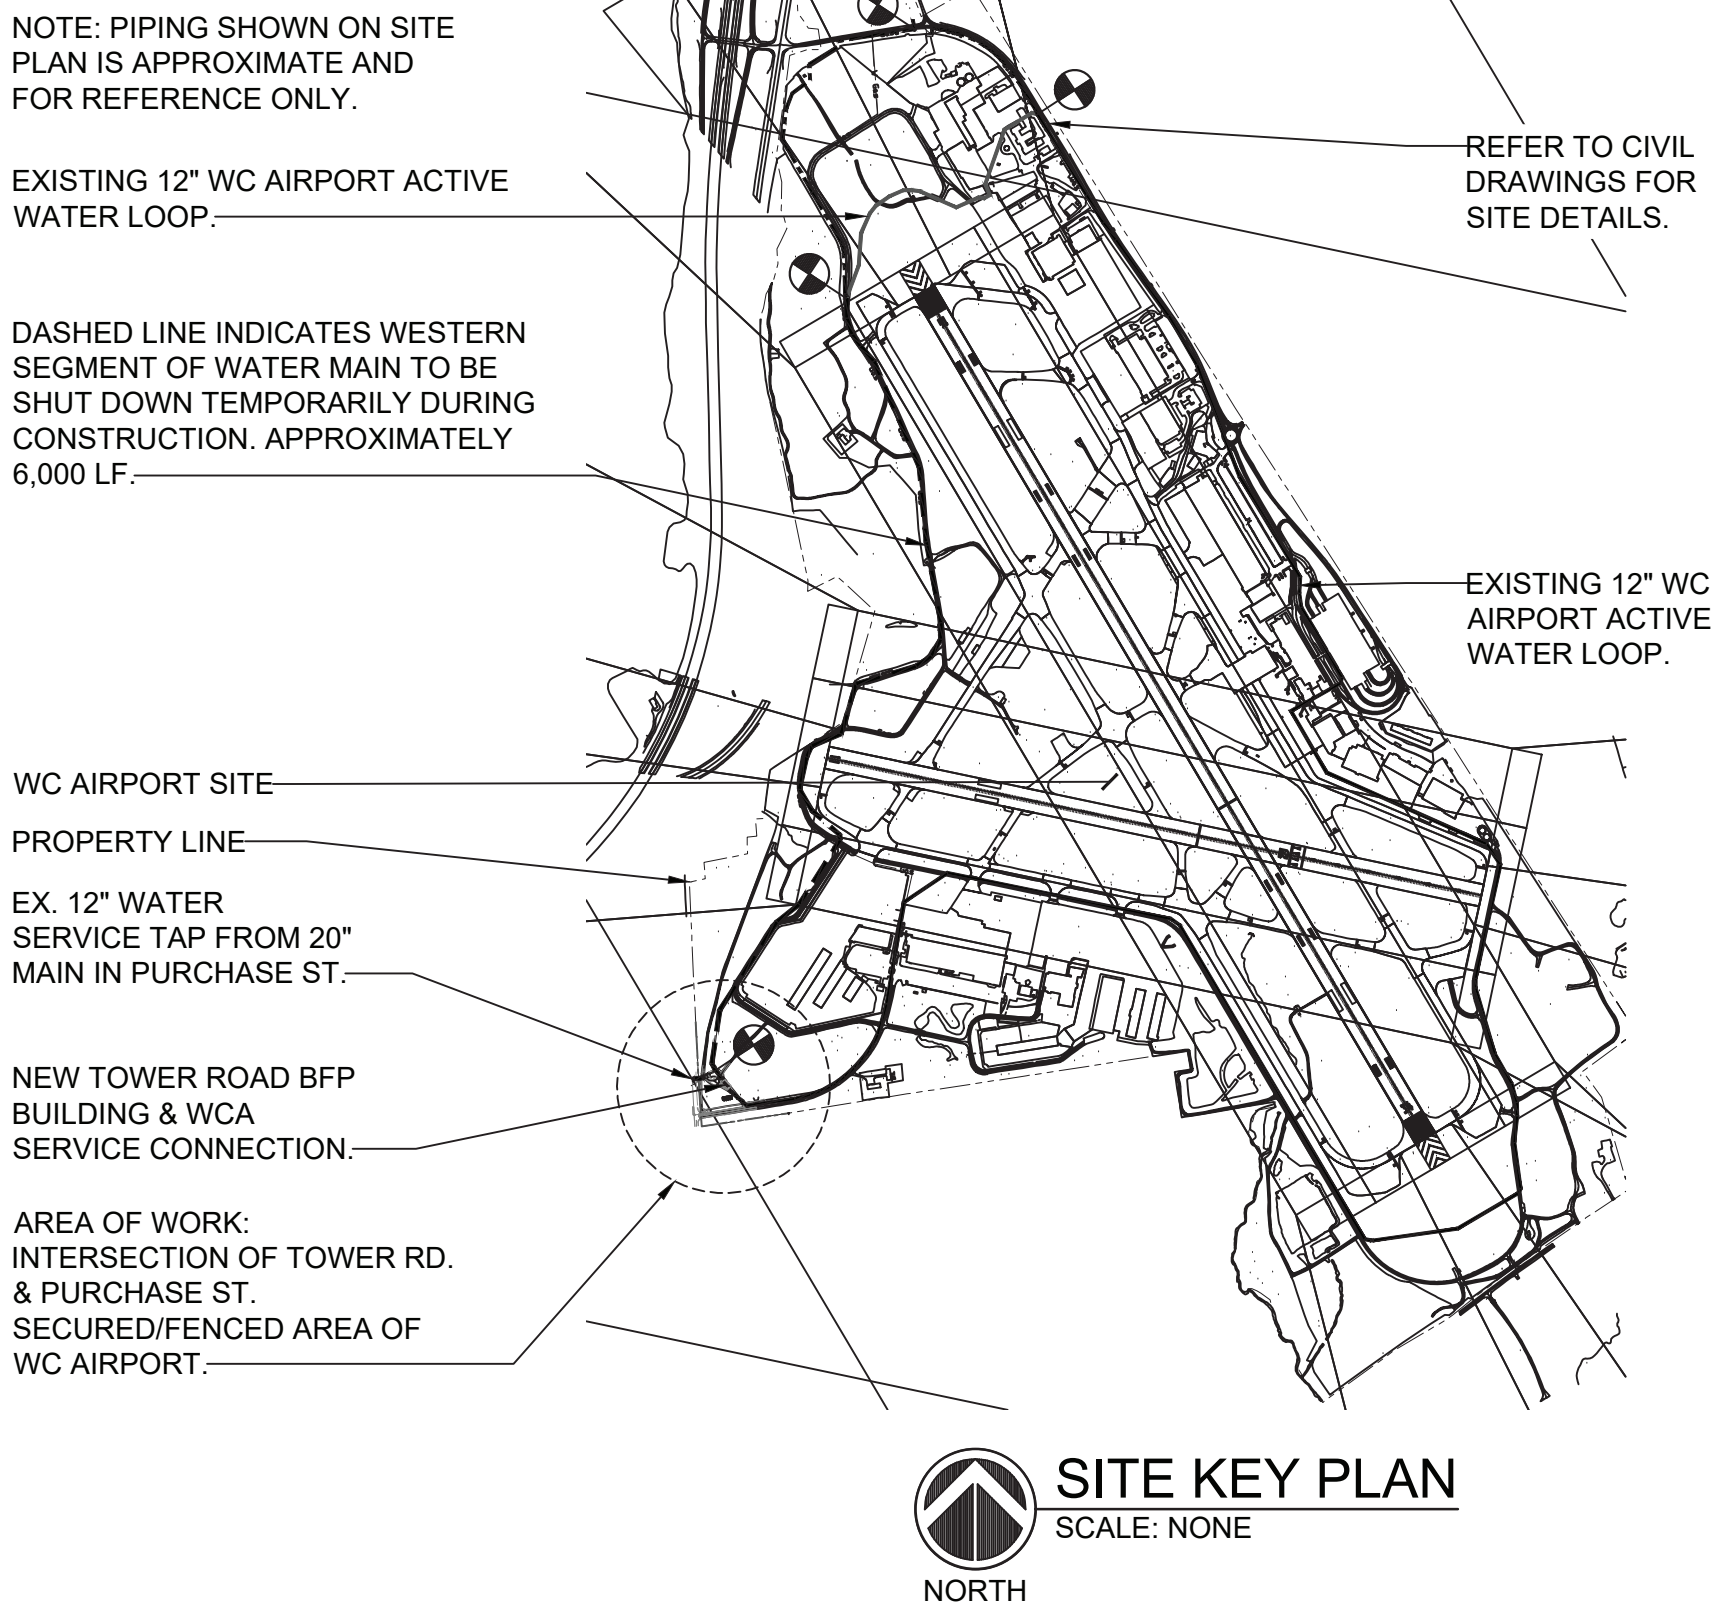 NOTE: PIPING SHOWN ON SITE
PLAN IS APPROXIMATE AND
FOR REFERENCE ONLY.
EXISTING 12" WC AIRPORT ACTIVE
WATER LOOP.
REFER TO CIVIL
DRAWINGS FOR
SITE DETAILS.
DASHED LINE INDICATES WESTERN
SEGMENT OF WATER MAIN TO BE
SHUT DOWN TEMPORARILY DURING
CONSTRUCTION. APPROXIMATELY
6,000 LF.
EXISTING 12" WC
AIRPORT ACTIVE
WATER LOOP.
WC AIRPORT SITE
PROPERTY LINE
EX. 12" WATER
SERVICE TAP FROM 20"
MAIN IN PURCHASE ST.
NEW TOWER ROAD BFP
BUILDING & WCA
SERVICE CONNECTION.
AREA OF WORK:
INTERSECTION OF TOWER RD.
& PURCHASE ST.
SECURED/FENCED AREA OF
WC AIRPORT.
SITE KEY PLAN
SCALE: NONE
NORTH